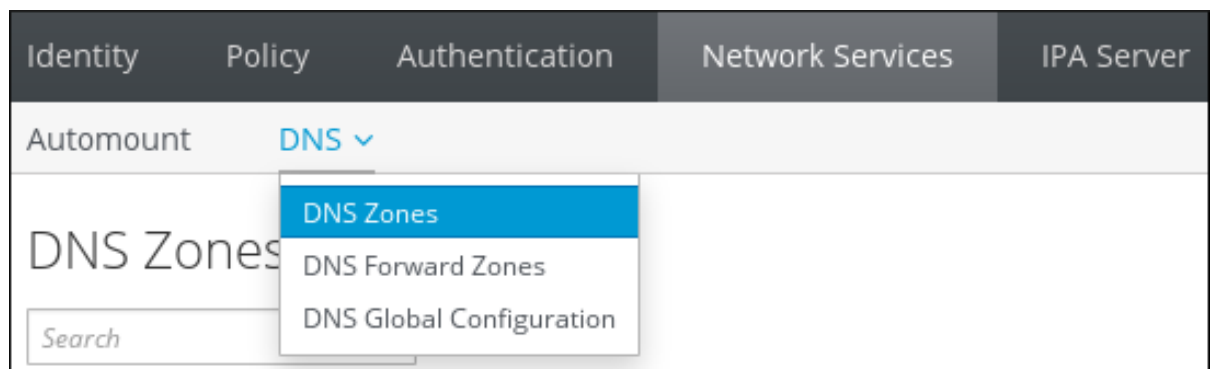 Identity Policy Authentication Network Services IPA Server
Automount DNS
DNS Zones
DNS Zones
DNS Forward Zones
DNS Global Configuration
Search